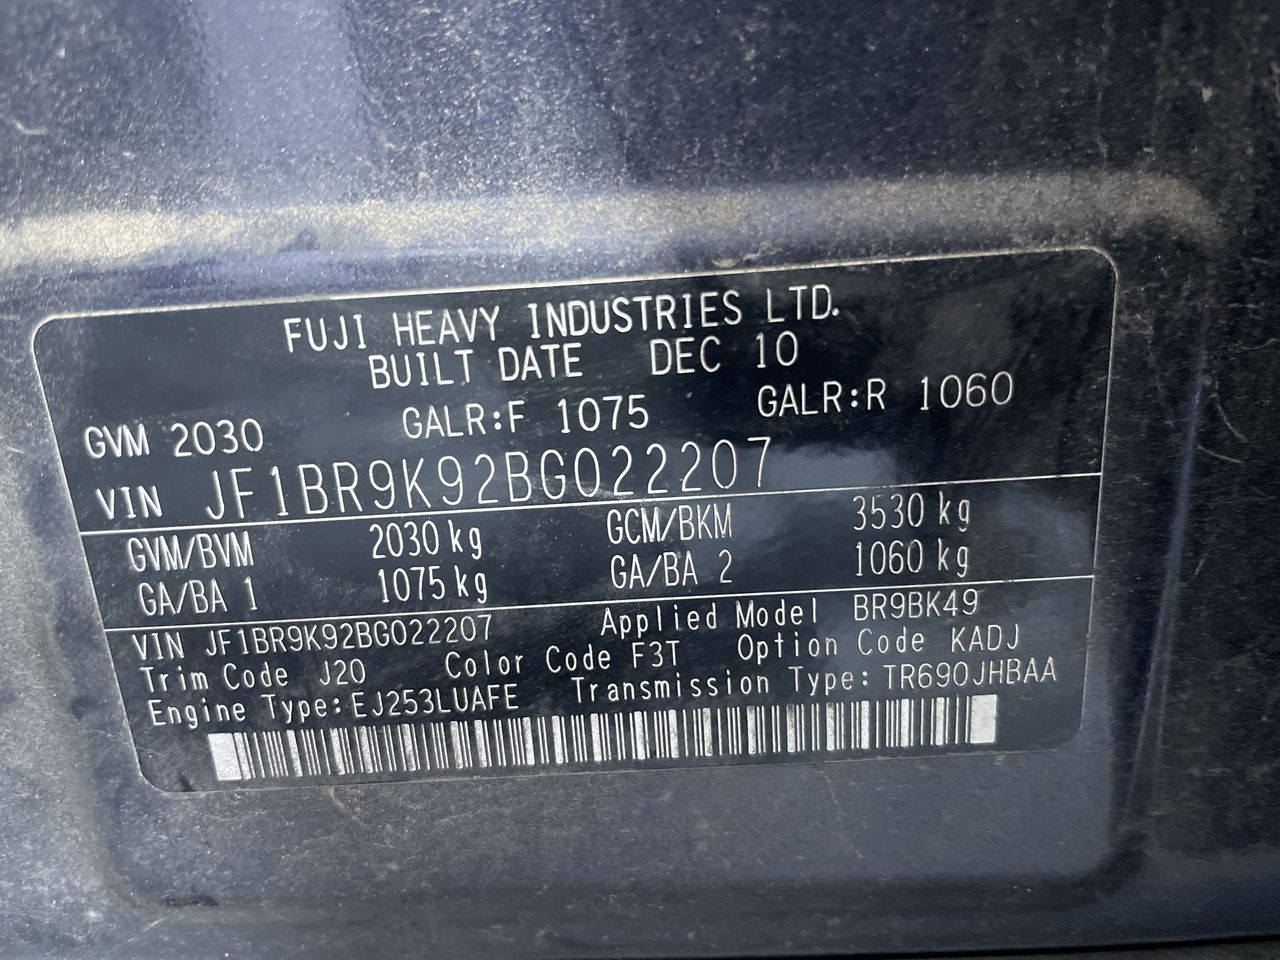 FUJI HEAVY INDUSTRIES LTD.
BUILT DATE DEC 10
GVM 2030 GALR:F 1075 GALR:R 1060
VIN JF1BR9K92BG022207
GVM/BVM 2030 kg GCM/BKM 3530 kg
GA/BA 1 1075 kg GA/BA 2 1060 kg
VIN JF1BR9K92BG022207 Applied Model BR9BK49
Trim Code J20 Color Code F3T Option Code KADJ
Engine Type:EJ253LUAFE Transmission Type:TR690JHBAA